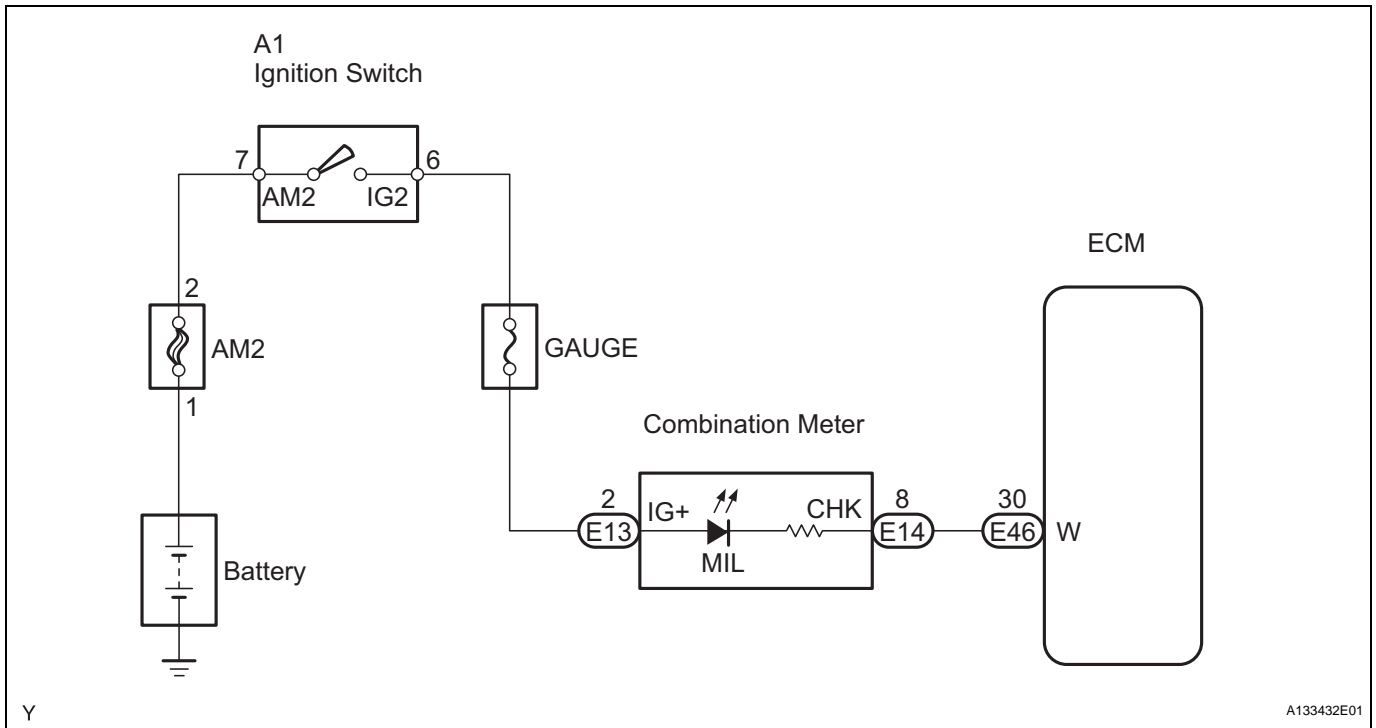 A1
Ignition Switch
7
6
AM2
IG2
ECM
2
AM2
GAUGE
1
Combination Meter
2
IG+
CHK
8
30
E13
E14
E46
W
MIL
Battery
Y
A133432E01